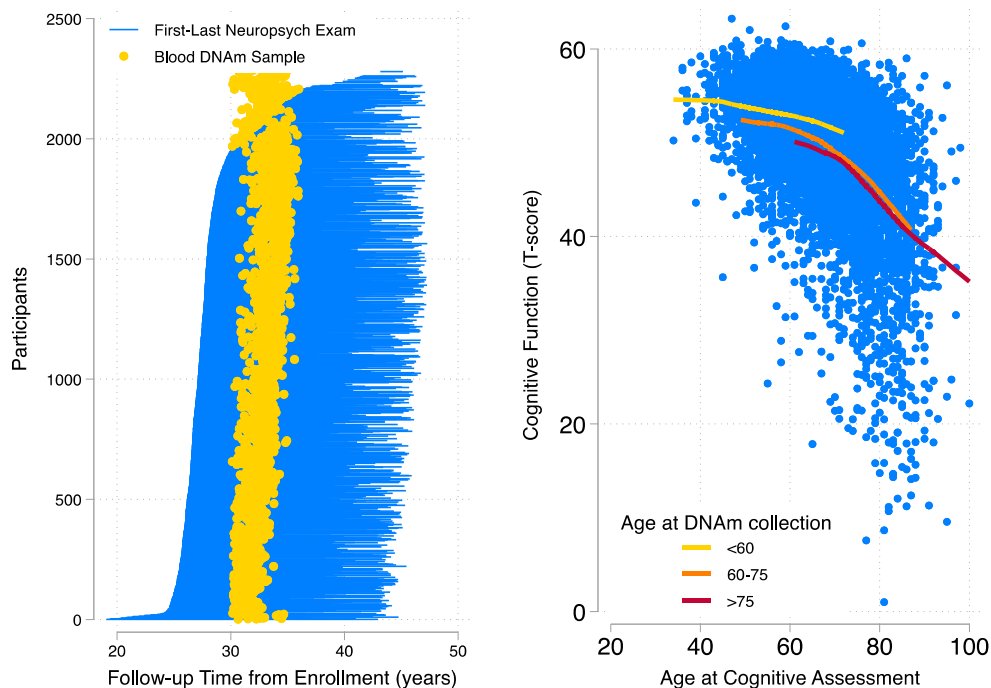 2500
2000
1500
1000
500
0
Participants
First-Last Neuropsych Exam
Blood DNAm Sample
20 30 40 50
Follow-up Time from Enrollment (years)
60
40
20
0
Cognitive Function (T-score)
Age at DNAm collection
<60
60-75
>75
20 40 60 80 100
Age at Cognitive Assessment